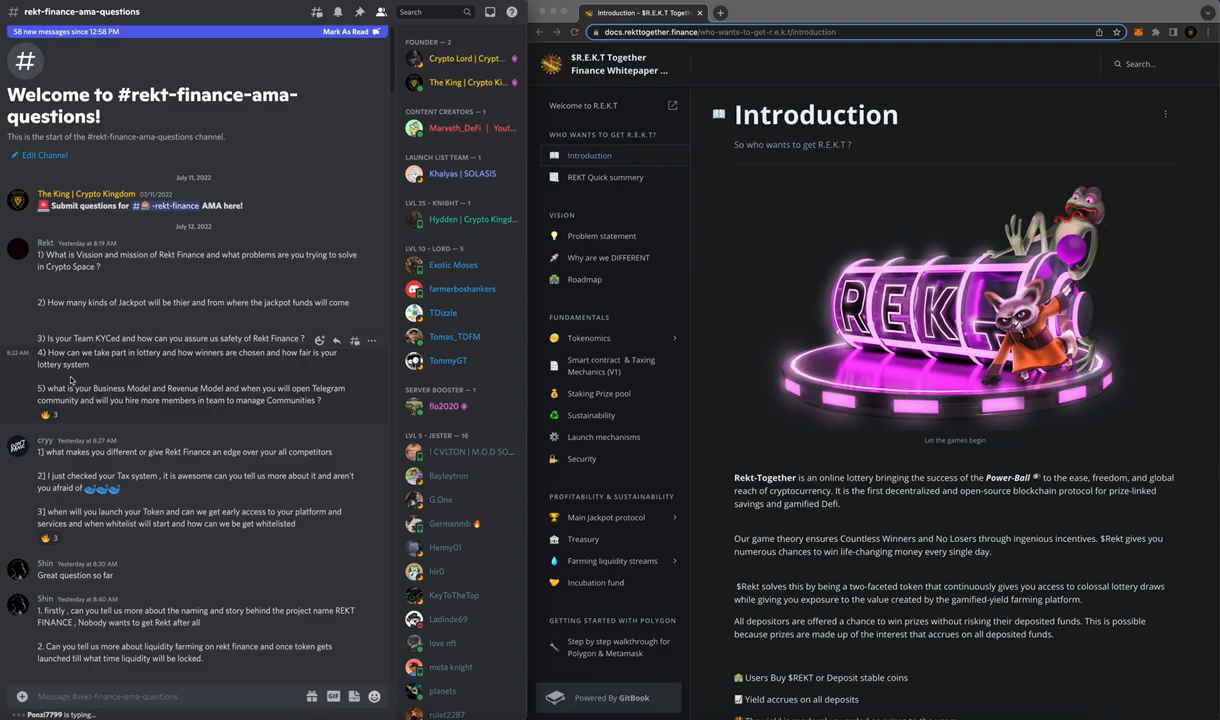 rekt-finance-ama-questions
Search
58 new messages since 12:58 PM
Mark As Read
Welcome to #rekt-finance-ama-
questions!
This is the start of the #rekt-finance-ama-questions channel.
Edit Channel
July 11, 2022
The King | Crypto Kingdom 07/11/2022
🚨 Submit questions for #🎰-rekt-finance AMA here!
July 12, 2022
Rekt Yesterday at 8:19 AM
1) What is Vission and mission of Rekt Finance and what problems are you trying to solve
in Crypto Space ?
2) How many kinds of Jackpot will be thier and from where the jackpot funds will come
3) Is your Team KYCed and how can you assure us safety of Rekt Finance ?
8:22 AM 4) How can we take part in lottery and how winners are chosen and how fair is your
lottery system
5) what is your Business Model and Revenue Model and when you will open Telegram
community and will you hire more members in team to manage Communities ?
🔥 3
cryy Yesterday at 8:27 AM
1] what makes you different or give Rekt Finance an edge over your all competitors
2] I just checked your Tax system , it is awesome can you tell us more about it and aren't
you afraid of 🐳🐳🐳
3] when will you launch your Token and can we get early access to your platform and
services and when whitelist will start and how can we be get whitelisted
🔥 3
Shin Yesterday at 8:30 AM
Great question so far
Shin Yesterday at 8:40 AM
1. firstly , can you tell us more about the naming and story behind the project name REKT
FINANCE , Nobody wants to get Rekt after all
2. Can you tell us more about liquidity farming on rekt finance and once token gets
launched till what time liquidity will be locked.
Message #rekt-finance-ama-questions
GIF
Ponzi7799 is typing...
FOUNDER — 2
Crypto Lord | Crypt...
The King | Crypto Ki...
CONTENT CREATORS — 1
Marveth_DeFi | Yout...
LAUNCH LIST TEAM — 1
Khalyas | SOLASIS
LVL 25 - KNIGHT — 1
Hydden | Crypto Kingd...
LVL 10 - LORD — 5
Exotic Moses
farmerboshankers
TDizzle
Tomas_TDFM
TommyGT
SERVER BOOSTER — 1
flo2020
LVL 5 - JESTER — 16
! CVLTON | M.O.D SO...
Bayleytron
G.One
Germanmb 🔥
Henny01
hir0
KeyToTheTop
Ladinde69
love nft
meta knight
planets
rulet2287
Introduction - $R.E.K.T Togeth
docs.rekttogether.finance/who-wants-to-get-r.e.k.t/introduction
$R.E.K.T Together
Finance Whitepaper ...
Search...
Welcome to R.E.K.T
WHO WANTS TO GET R.E.K.T?
Introduction
REKT Quick summery
VISION
Problem statement
Why are we DIFFERENT
Roadmap
FUNDAMENTALS
Tokenomics
Smart contract & Taxing
Mechanics (V1)
Staking Prize pool
Sustainability
Launch mechanisms
Security
PROFITABILITY & SUSTAINABILITY
Main Jackpot protocol
Treasury
Farming liquidity streams
Incubation fund
GETTING STARTED WITH POLYGON
Step by step walkthrough for
Polygon & Metamask
Powered By GitBook
Introduction
So who wants to get R.E.K.T ?
REK
Let the games begin
Rekt-Together is an online lottery bringing the success of the Power-Ball 🎱 to the ease, freedom, and global
reach of cryptocurrency. It is the first decentralized and open-source blockchain protocol for prize-linked
savings and gamified Defi.
Our game theory ensures Countless Winners and No Losers through ingenious incentives. $Rekt gives you
numerous chances to win life-changing money every single day.
$Rekt solves this by being a two-faceted token that continuously gives you access to colossal lottery draws
while giving you exposure to the value created by the gamified-yield farming platform.
All depositors are offered a chance to win prizes without risking their deposited funds. This is possible
because prizes are made up of the interest that accrues on all deposited funds.
Users Buy $REKT or Deposit stable coins
Yield accrues on all deposits